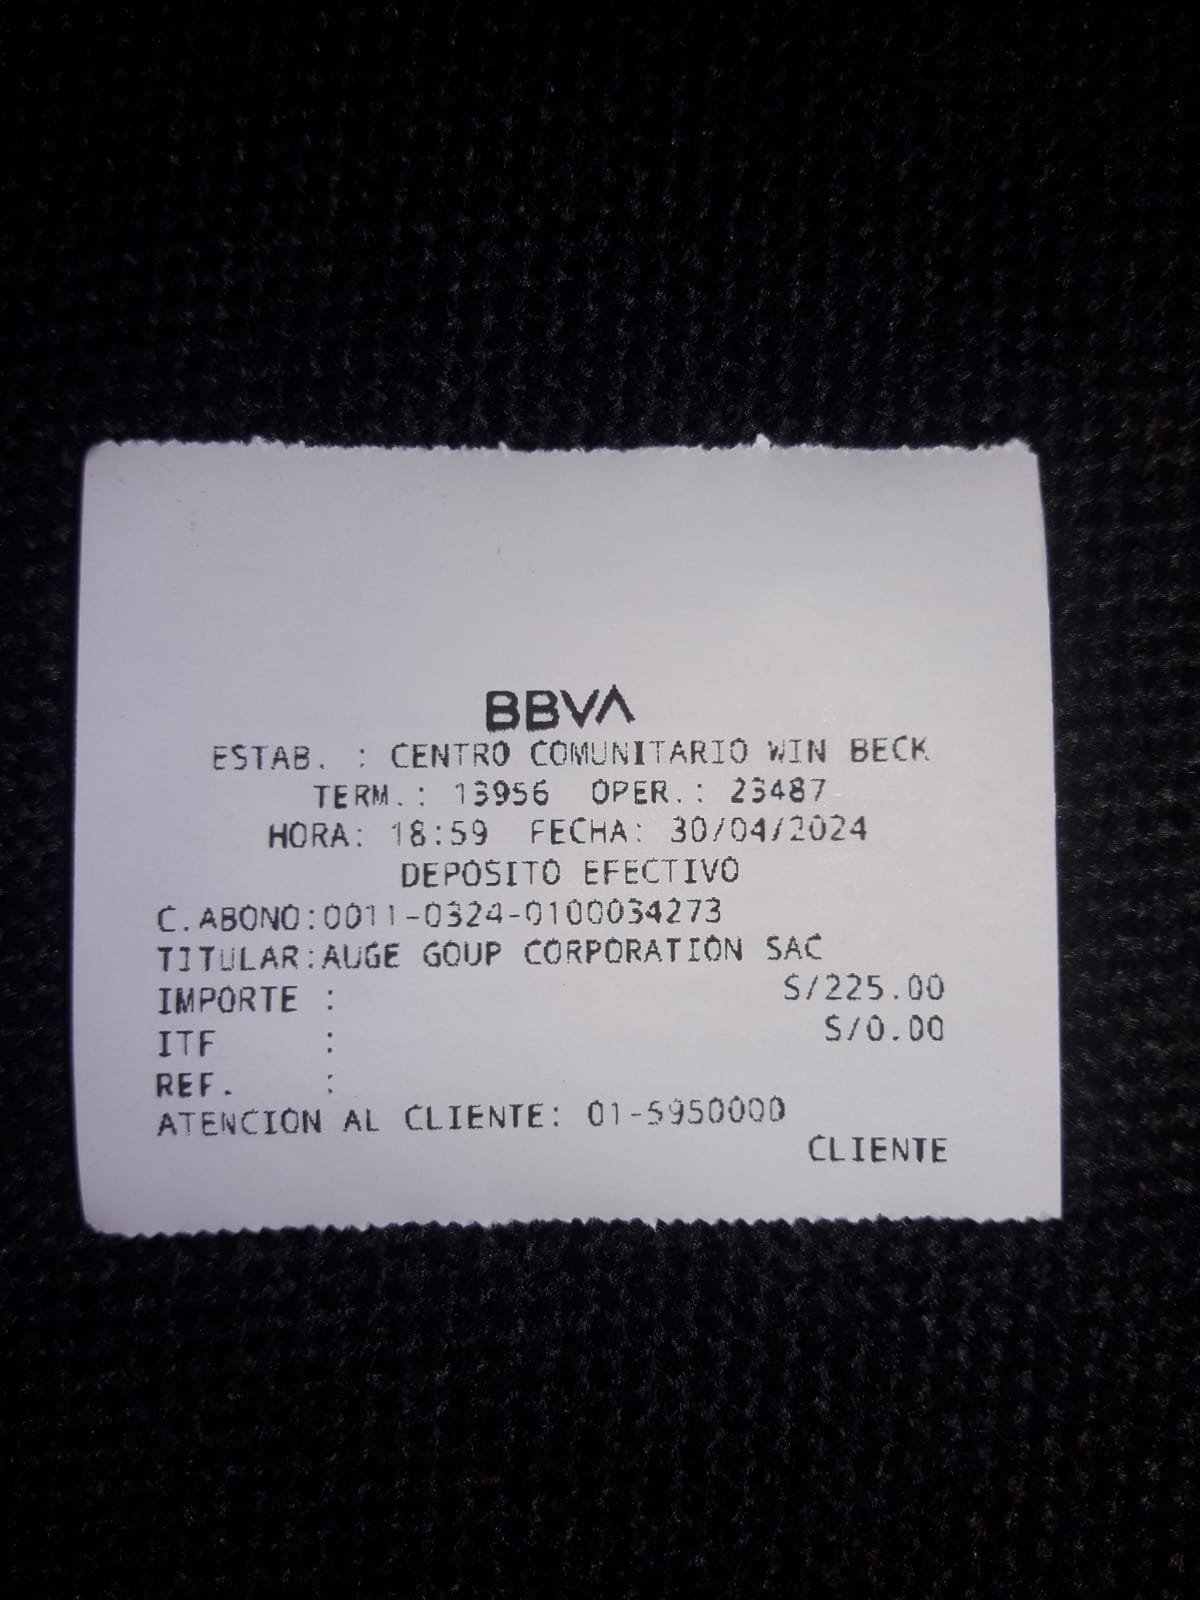 BBVA
ESTAB. : CENTRO COMUNITARIO WIN BECK
TERM.: 13956 OPER.: 23487
HORA: 18:59 FECHA: 30/04/2024
DEPOSITO EFECTIVO
C.ABONO:0011-0324-0100034273
TITULAR:AUGE GOUP CORPORATION SAC
IMPORTE : S/225.00
ITF : S/0.00
REF. :
ATENCION AL CLIENTE: 01-5950000
CLIENTE